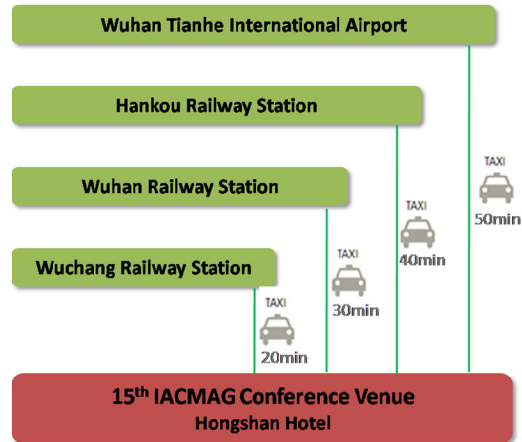 Wuhan Tianhe International Airport
Hankou Railway Station
TAXI
50min
Wuhan Railway Station
TAXI
40min
Wuchang Railway Station
TAXI
30min
TAXI
20min
15th IACMAG Conference Venue
Hongshan Hotel